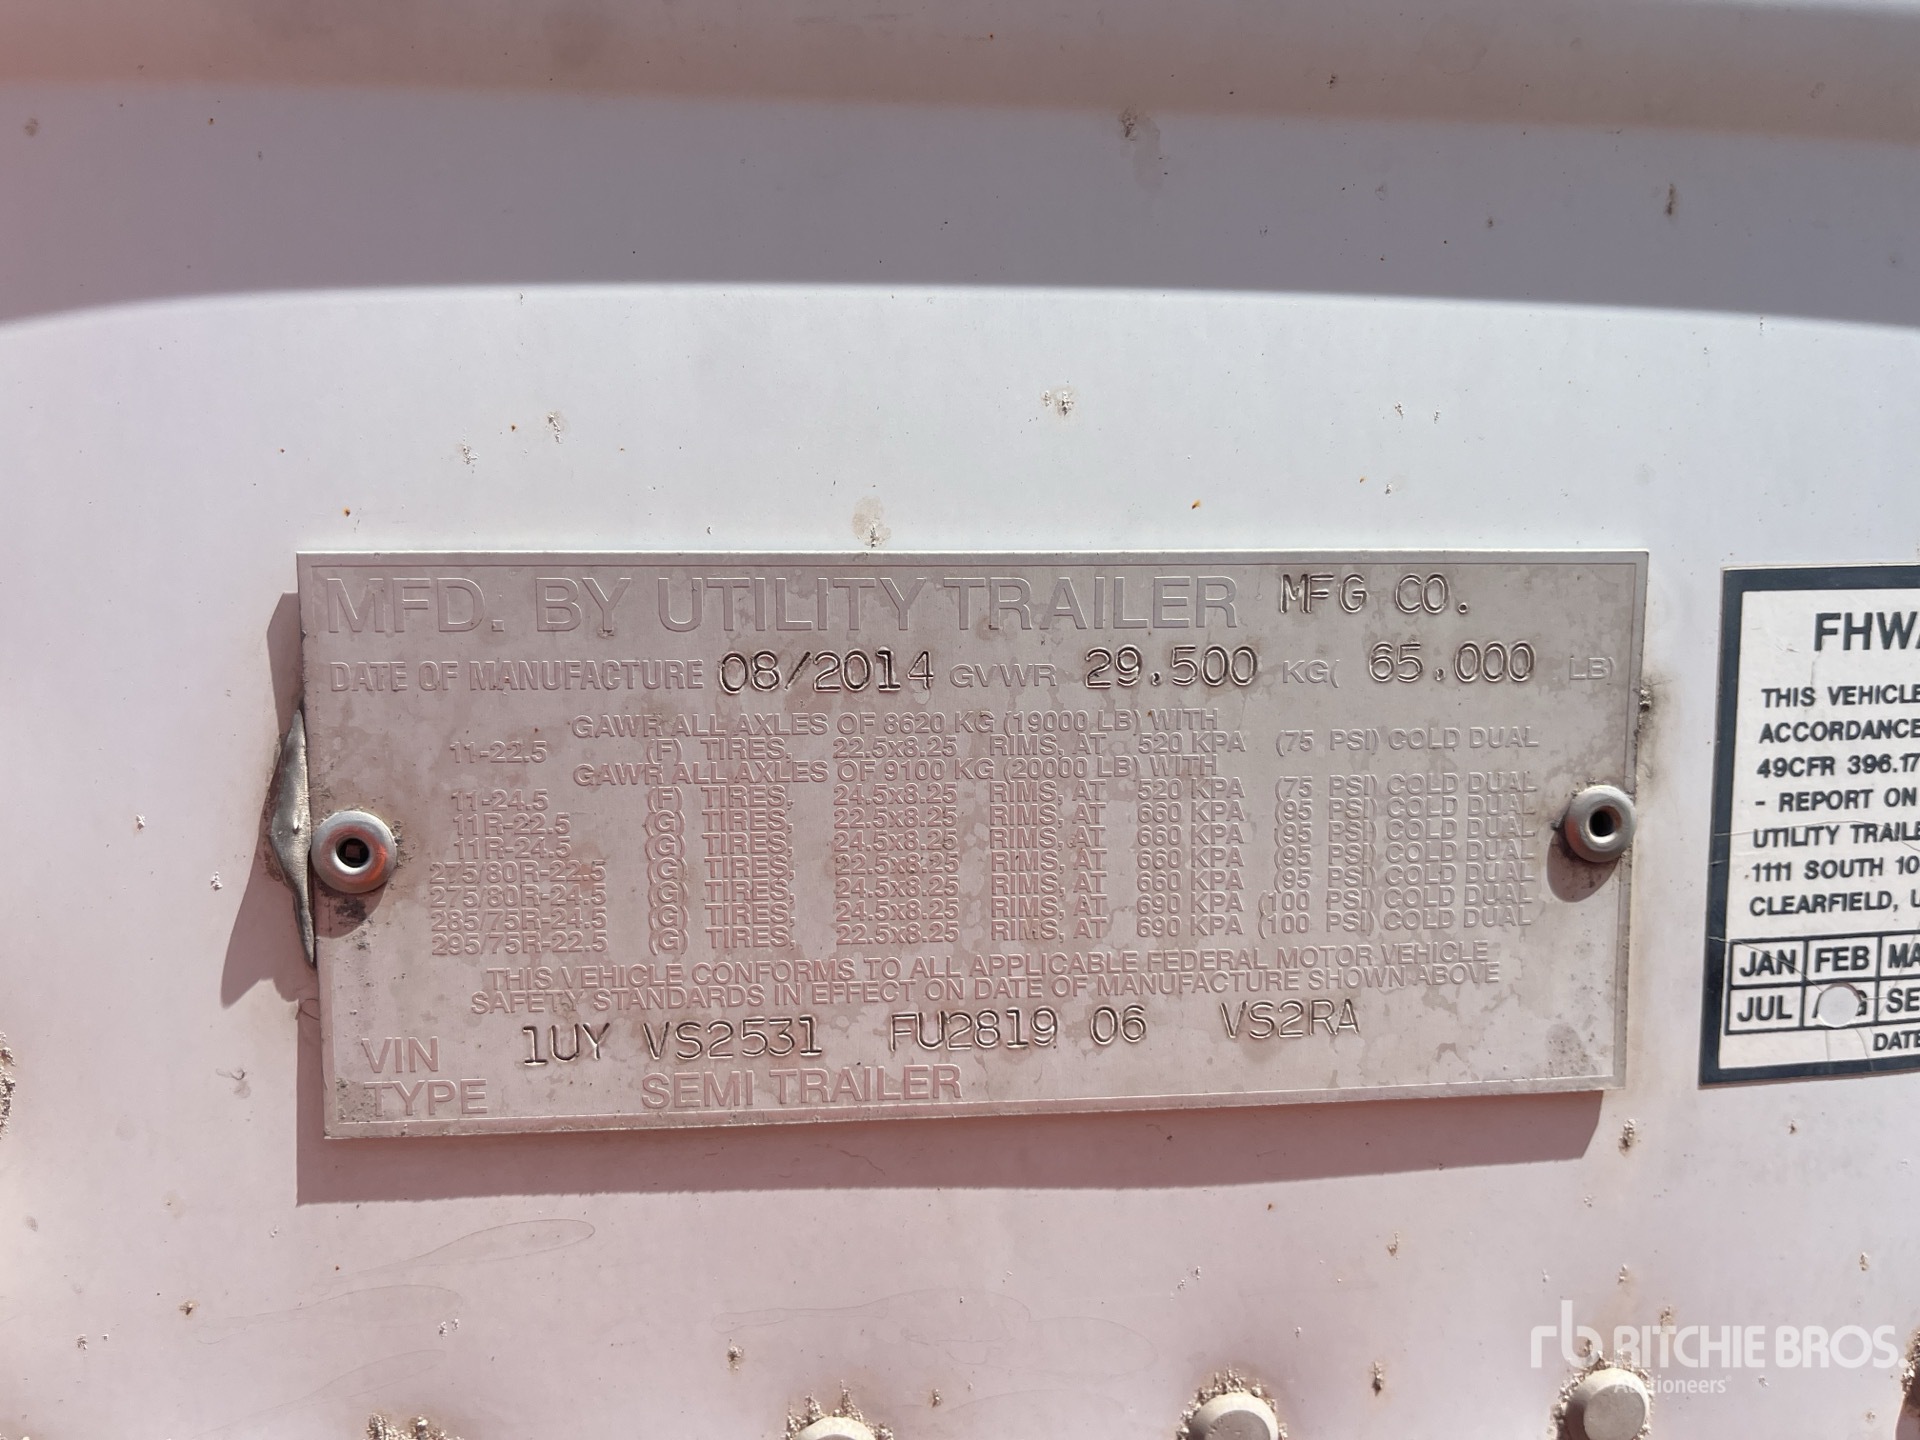 MFD. BY UTILITY TRAILER MFG CO.
DATE OF MANUFACTURE 08/2014 GVWR 29.500 KG( 65.000 LB)
GAWR ALL AXLES OF 8620 KG (19000 LB) WITH
11-22.5 (F) TIRES, 22.5x8.25 RIMS, AT 520 KPA (75 PSI) COLD DUAL
GAWR ALL AXLES OF 9100 KG (20000 LB) WITH
11-24.5 (F) TIRES, 24.5x8.25 RIMS, AT 520 KPA (75 PSI) COLD DUAL
11R-22.5 (G) TIRES, 22.5x8.25 RIMS, AT 660 KPA (95 PSI) COLD DUAL
11R-24.5 (G) TIRES, 24.5x8.25 RIMS, AT 660 KPA (95 PSI) COLD DUAL
275/80R-22.5 (G) TIRES, 22.5x8.25 RIMS, AT 660 KPA (95 PSI) COLD DUAL
275/80R-24.5 (G) TIRES, 24.5x8.25 RIMS, AT 660 KPA (95 PSI) COLD DUAL
285/75R-24.5 (G) TIRES, 24.5x8.25 RIMS, AT 690 KPA (100 PSI) COLD DUAL
295/75R-22.5 (G) TIRES, 22.5x8.25 RIMS, AT 690 KPA (100 PSI) COLD DUAL
THIS VEHICLE CONFORMS TO ALL APPLICABLE FEDERAL MOTOR VEHICLE
SAFETY STANDARDS IN EFFECT ON DATE OF MANUFACTURE SHOWN ABOVE
VIN 1UY VS2531 FU2819 06 VS2RA
TYPE SEMI TRAILER
FHWA
THIS VEHICLE
ACCORDANCE
49CFR 396.17
- REPORT ON
UTILITY TRAILE
1111 SOUTH 10
CLEARFIELD, U
JAN FEB MA
JUL AUG SE
DATE
rb RITCHIE BROS.
Auctioneers